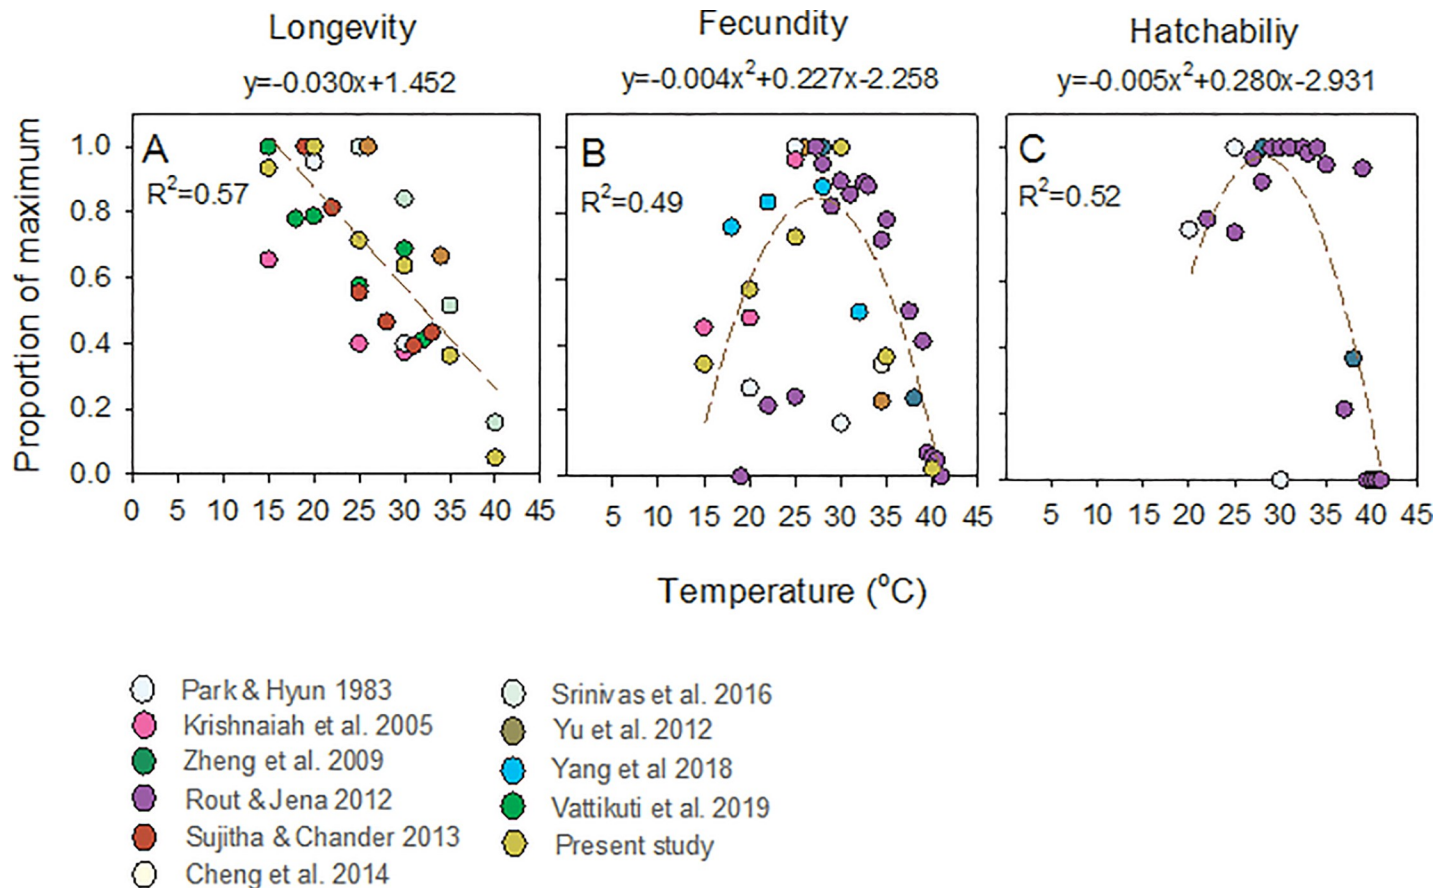 Longevity
Fecundity
Hatchabiliy
y=-0.030x+1.452
y=-0.004x²+0.227x-2.258
y=-0.005x²+0.280x-2.931
Proportion of maximum
1.0
0.8
0.6
0.4
0.2
0.0
A
R²=0.57
B
R²=0.49
C
R²=0.52
0 5 10 15 20 25 30 35 40 45
5 10 15 20 25 30 35 40 45
5 10 15 20 25 30 35 40 45
Temperature (°C)
Park & Hyun 1983
Krishnaiah et al. 2005
Zheng et al. 2009
Rout & Jena 2012
Sujitha & Chander 2013
Cheng et al. 2014
Srinivas et al. 2016
Yu et al. 2012
Yang et al 2018
Vattikuti et al. 2019
Present study